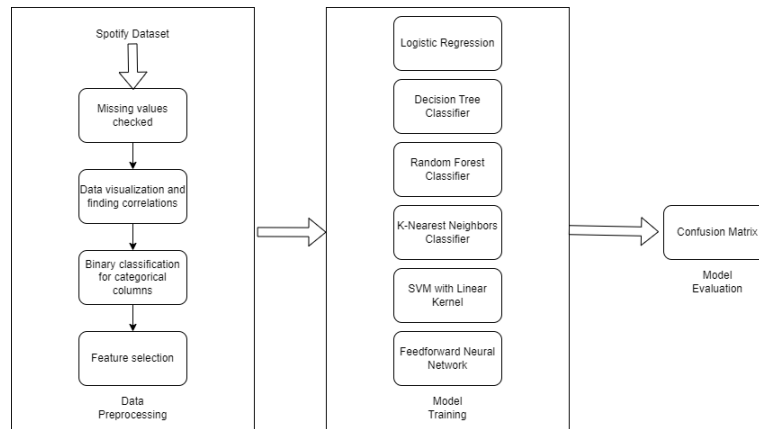 Spotify Dataset
Missing values
checked
Data visualization and
finding correlations
Binary classification
for categorical
columns
Feature selection
Data
Preprocessing
Logistic Regression
Decision Tree
Classifier
Random Forest
Classifier
K-Nearest Neighbors
Classifier
SVM with Linear
Kernel
Feedforward Neural
Network
Model
Training
Confusion Matrix
Model
Evaluation